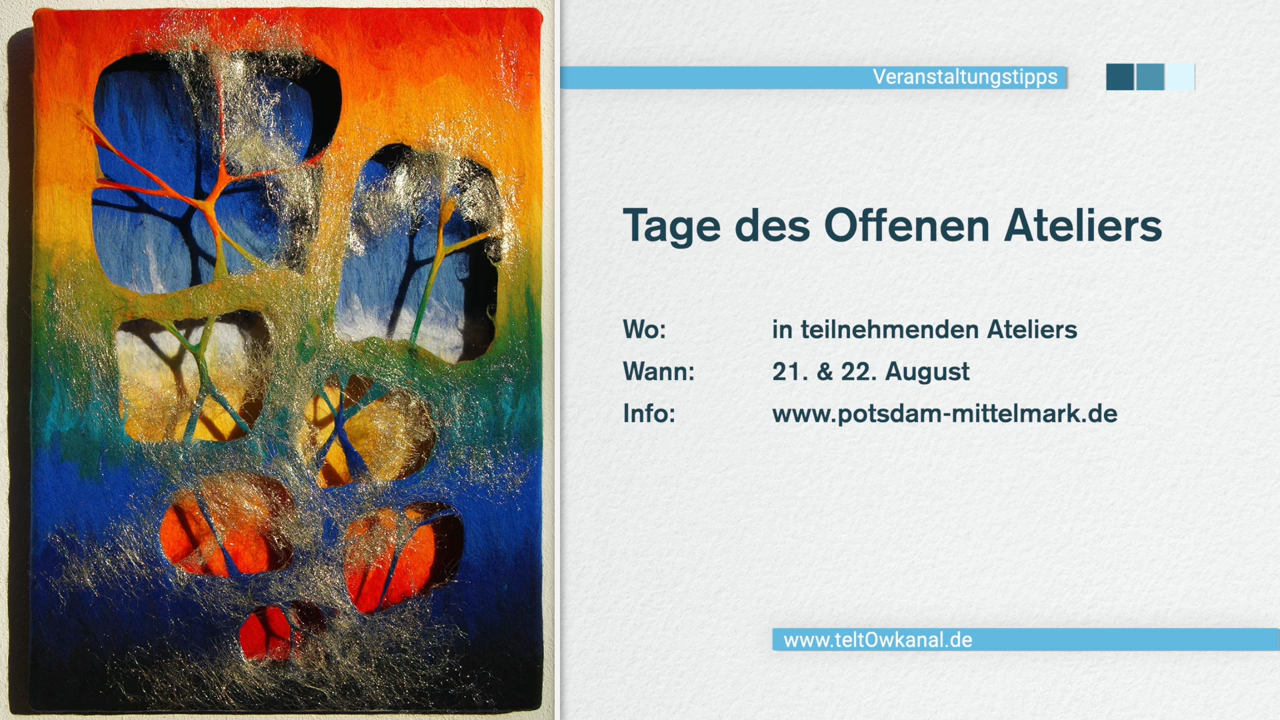 Veranstaltungstipps
Tage des Offenen Ateliers
Wo: in teilnehmenden Ateliers
Wann: 21. & 22. August
Info: www.potsdam-mittelmark.de
www.teltOwkanal.de